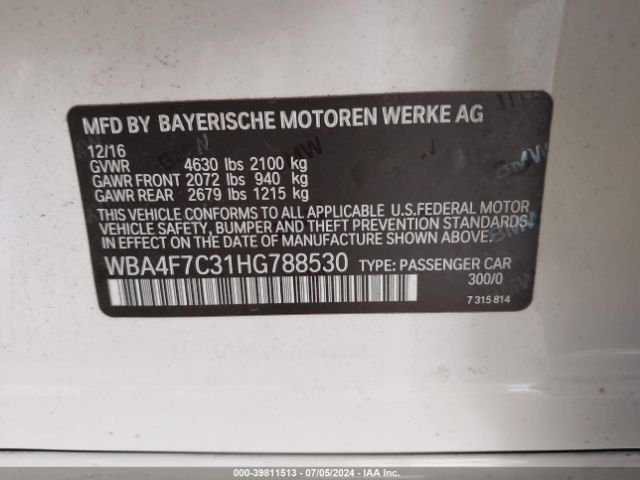 MFD BY BAYERISCHE MOTOREN WERKE AG
12/16
GVWR 4630 lbs 2100 kg
GAWR FRONT 2072 lbs 940 kg
GAWR REAR 2679 lbs 1215 kg
THIS VEHICLE CONFORMS TO ALL APPLICABLE U.S.FEDERAL MOTOR
VEHICLE SAFETY, BUMPER AND THEFT PREVENTION STANDARDS
IN EFFECT ON THE DATE OF MANUFACTURE SHOWN ABOVE.
WBA4F7C31HG788530 TYPE: PASSENGER CAR
300/0
7 315 814
000-39811513 - 07/05/2024 - IAA Inc.